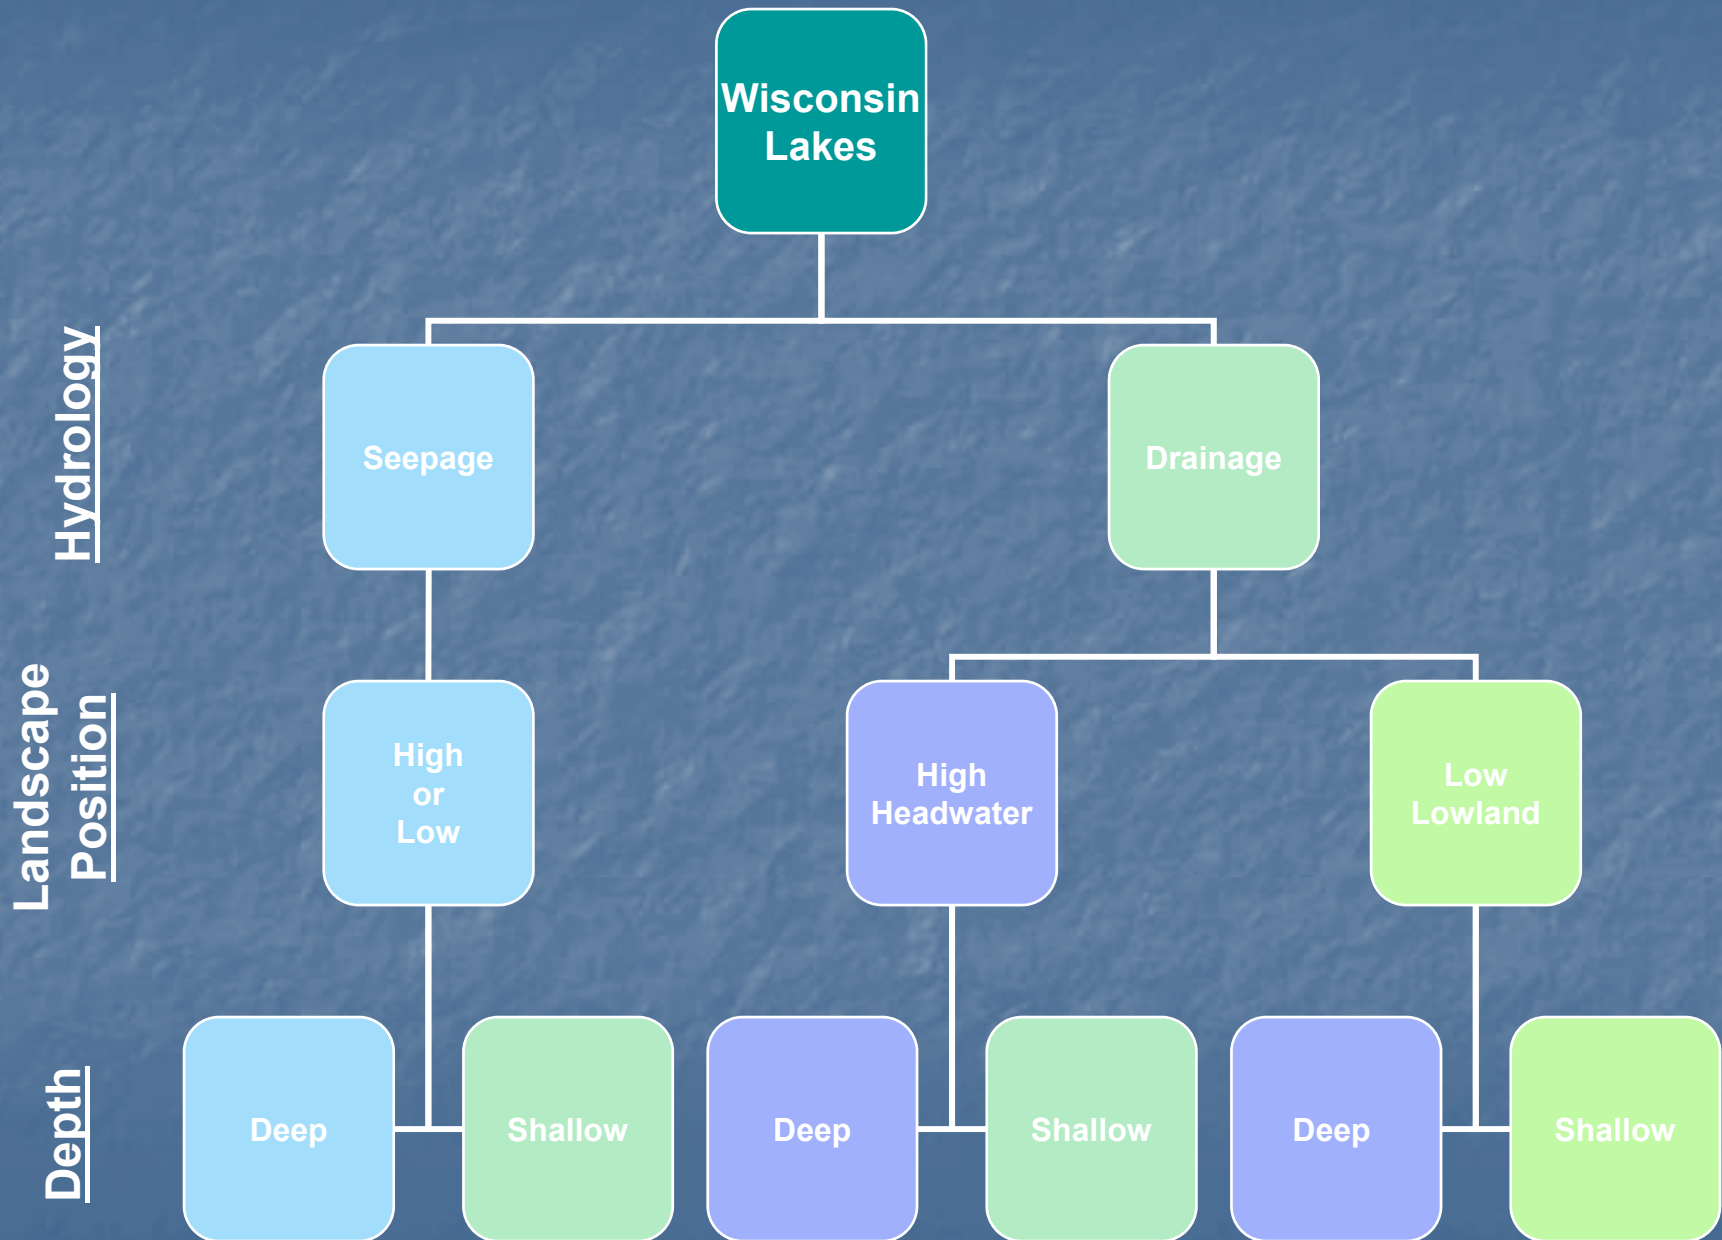 Wisconsin
Lakes
Hydrology
Seepage
Drainage
Landscape
Position
High
or
Low
High
Headwater
Low
Lowland
Depth
Deep
Shallow
Deep
Shallow
Deep
Shallow